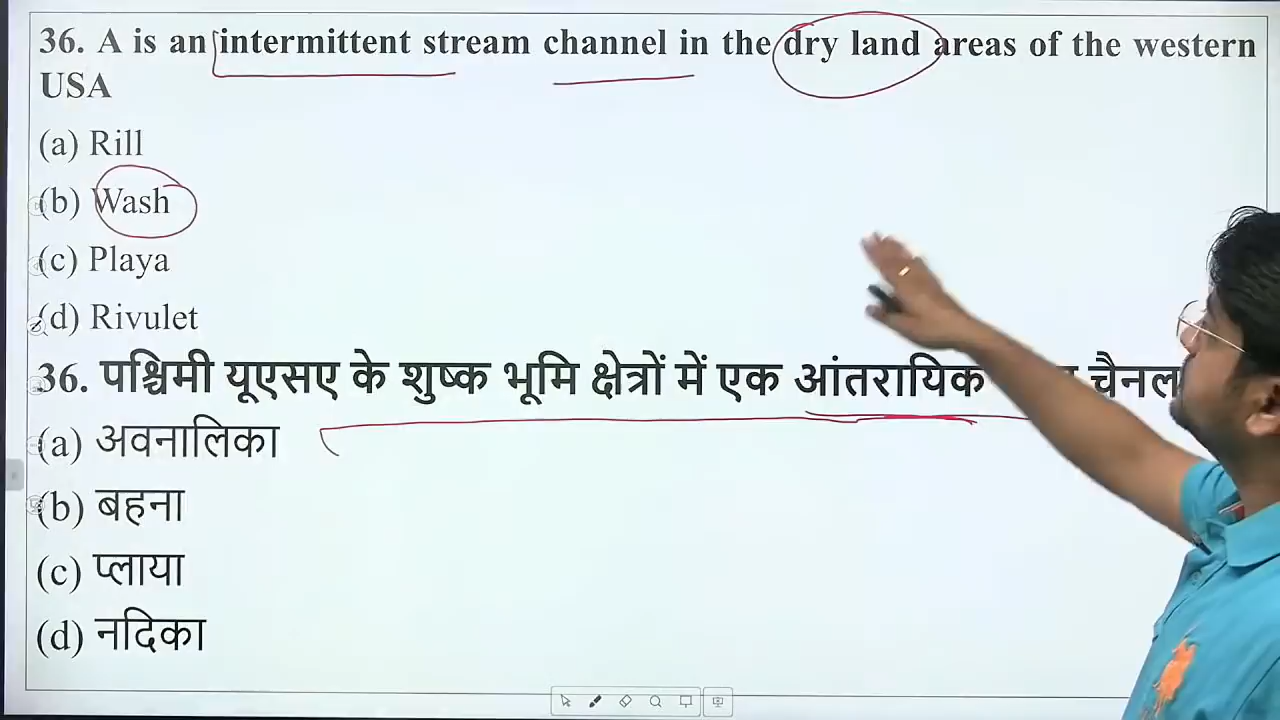 36. A is an intermittent stream channel in the dry land areas of the western
USA
(a) Rill
(b) Wash
(c) Playa
(d) Rivulet
36. पश्चिमी यूएसए के शुष्क भूमि क्षेत्रों में एक आंतरायिक चैनल
(a) अवनालिका
(b) बहना
(c) प्लाया
(d) नदिका